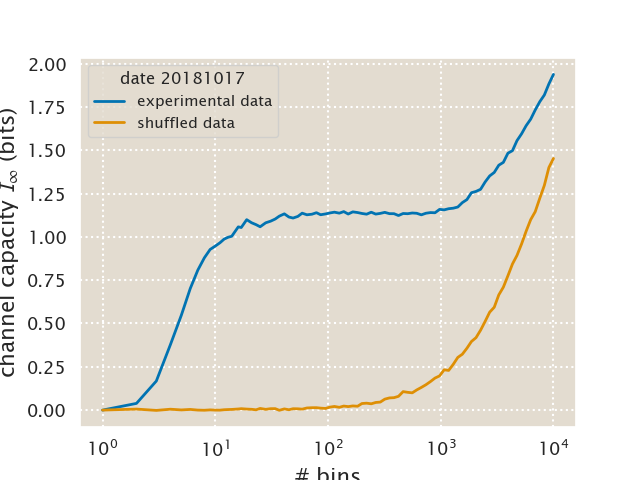 2.00
1.75
1.50
1.25
1.00
0.75
0.50
0.25
0.00
channel capacity I∞ (bits)
date 20181017
experimental data
shuffled data
10⁰ 10¹ 10² 10³ 10⁴
# bins